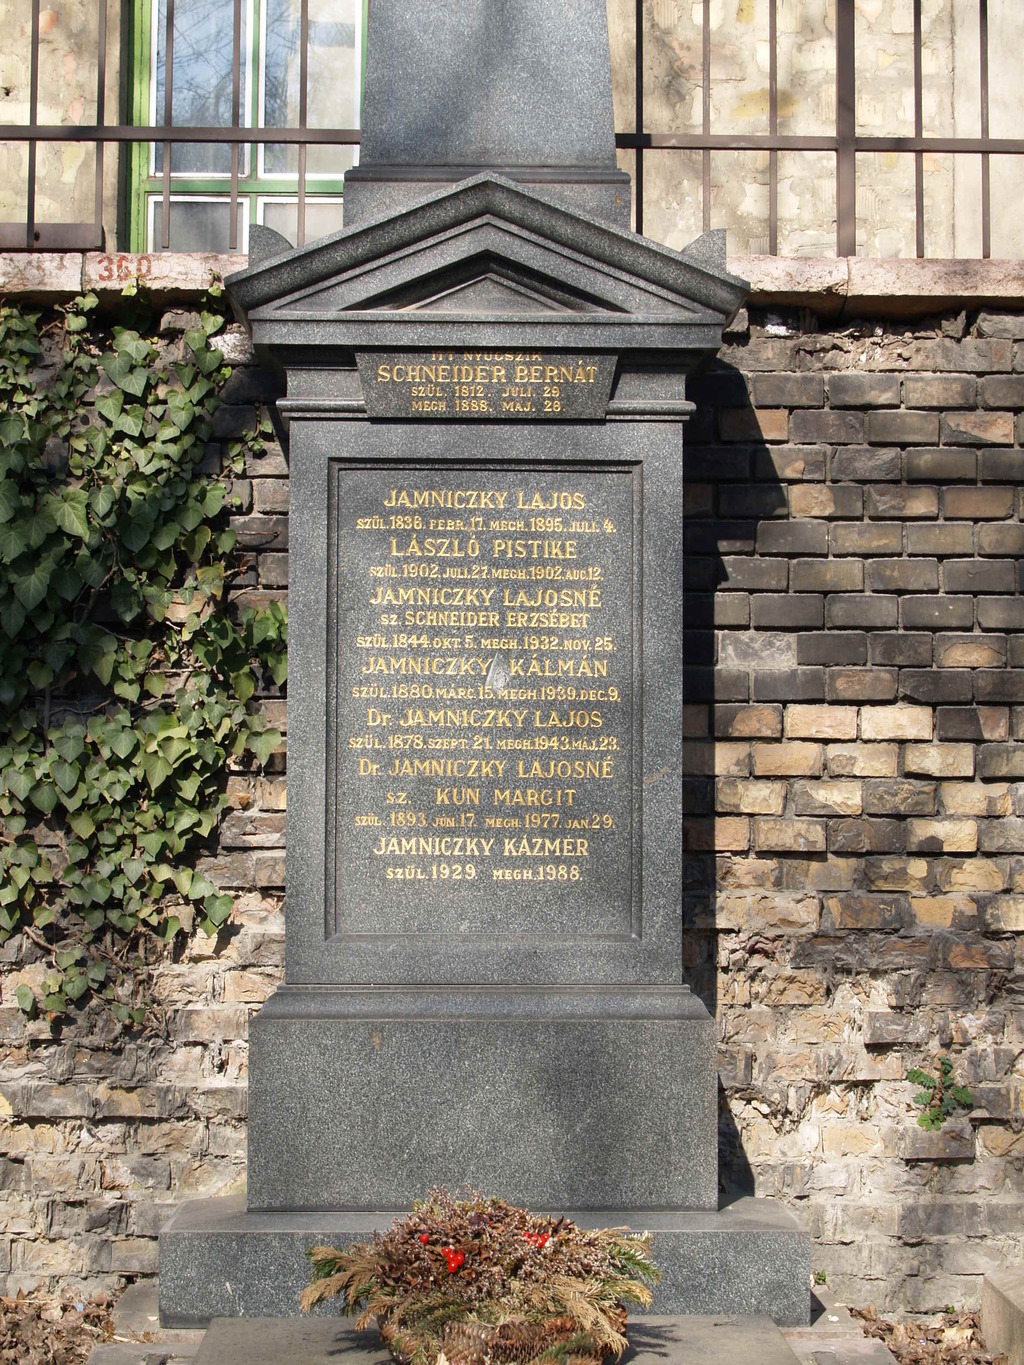 360
ITT NYUGSZIK
SCHNEIDER BERNÁT
SZÜL. 1812. JULI. 29
MEGH. 1888. MAJ. 28
JAMNICZKY LAJOS
SZÜL.1836.FEBR.17.MEGH.1895.JULI.4.
LÁSZLÓ PISTIKE
SZÜL.1902.JULI.27.MEGH.1902.AUG.12.
JAMNICZKY LAJOSNÉ
SZ. SCHNEIDER ERZSÉBET
SZÜL.1844.OKT.5.MEGH.1932.NOV.25.
JAMNICZKY KÁLMÁN
SZÜL.1880.MÁRC.15.MEGH.1939.DEC.9.
Dr. JAMNICZKY LAJOS
SZÜL.1878.SZEPT.21.MEGH.1943.MÁJ.23.
Dr. JAMNICZKY LAJOSNÉ
SZ. KUN MARGIT
SZÜL.1893.JUN.17.MEGH.1977.JAN.29.
JAMNICZKY KÁZMÉR
SZÜL.1929. MEGH.1988.